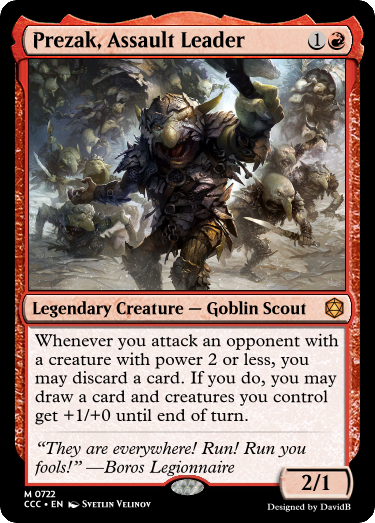 Prezak, Assault Leader 1
Legendary Creature — Goblin Scout
Whenever you attack an opponent with
a creature with power 2 or less, you
may discard a card. If you do, you may
draw a card and creatures you control
get +1/+0 until end of turn.
“They are everywhere! Run! Run you
fools!” —Boros Legionnaire
2/1
M 0722
CCC • EN Svetlin Velinov
Designed by DavidB